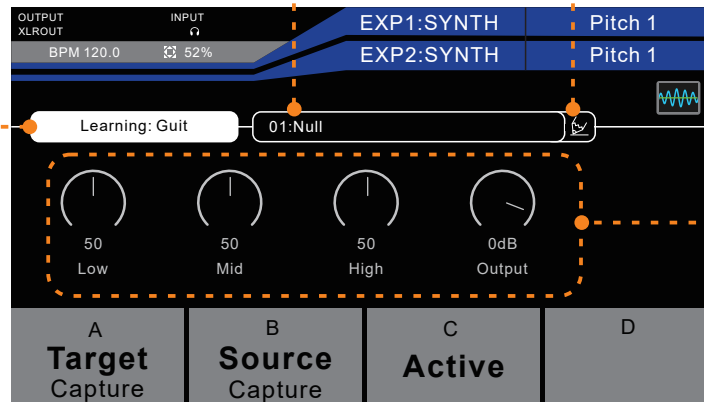 OUTPUT INPUT
XLROUT
BPM 120.0 52%
EXP1:SYNTH Pitch 1
EXP2:SYNTH Pitch 1
Learning: Guit 01:Null
50 50 50 0dB
Low Mid High Output
A B C D
Target Source Active
Capture Capture